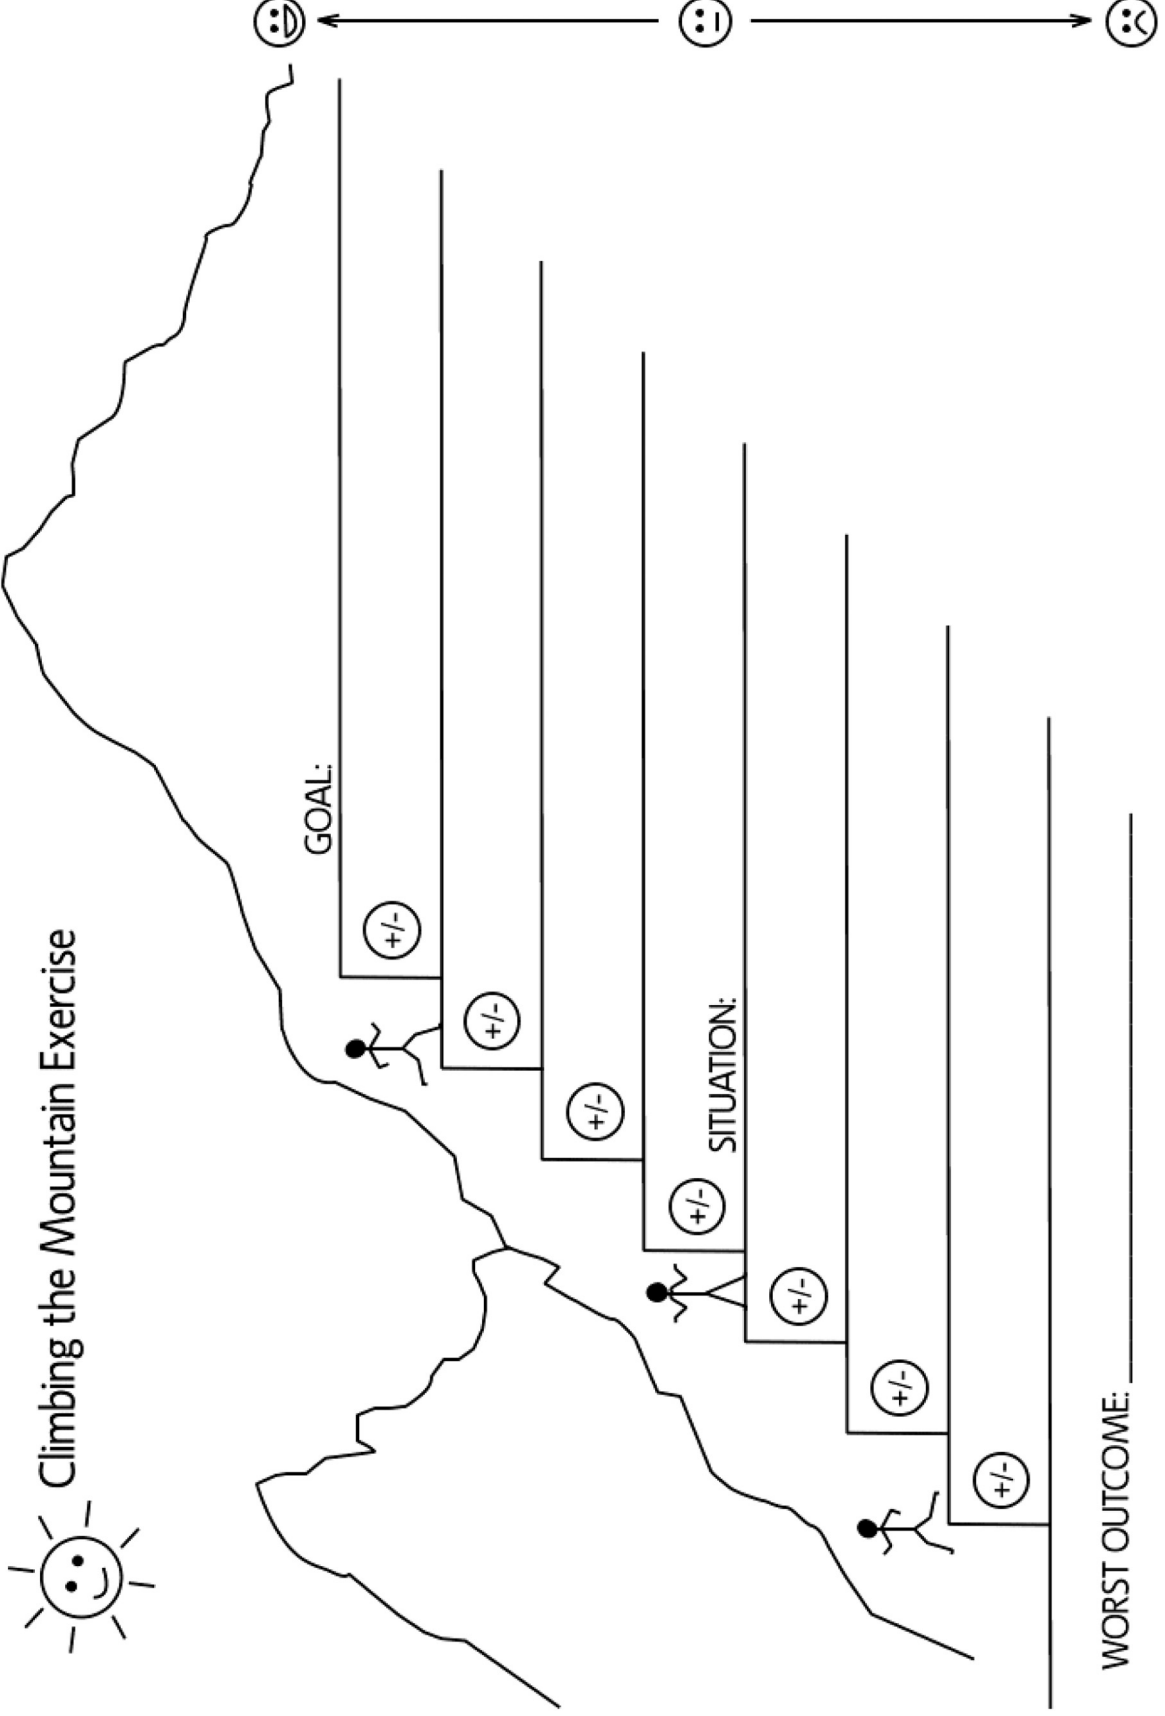 Climbing the Mountain Exercise
GOAL:
+/-
+/-
+/-
SITUATION:
+/-
+/-
+/-
+/-
WORST OUTCOME: